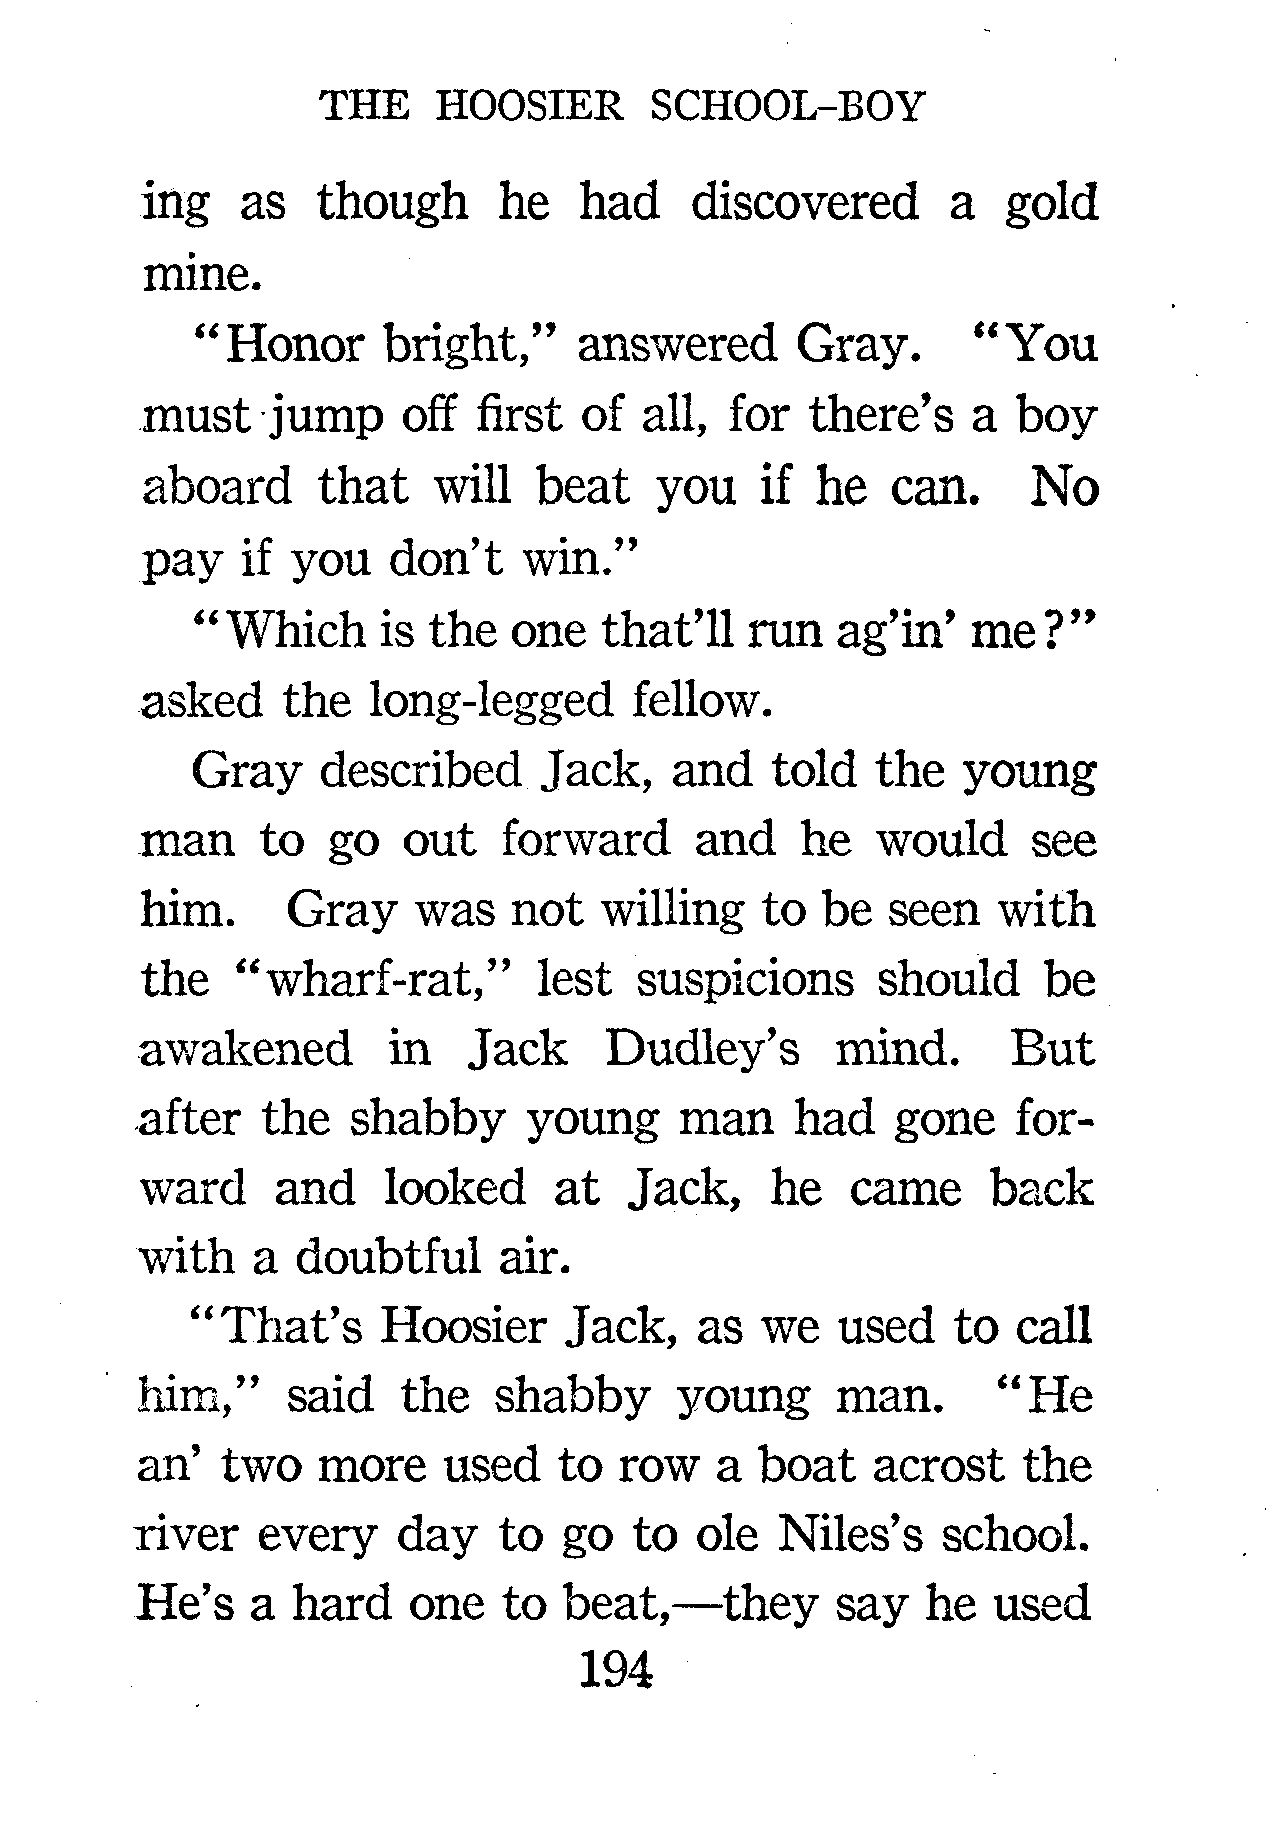 THE HOOSIER SCHOOL-BOY
ing as though he had discovered a gold
mine.
“Honor bright,” answered Gray. “You
must jump off first of all, for there’s a boy
aboard that will beat you if he can. No
pay if you don’t win.”
“Which is the one that’ll run ag’in’ me?”
asked the long-legged fellow.
Gray described Jack, and told the young
man to go out forward and he would see
him. Gray was not willing to be seen with
the “wharf-rat,” lest suspicions should be
awakened in Jack Dudley’s mind. But
after the shabby young man had gone for-
ward and looked at Jack, he came back
with a doubtful air.
“That’s Hoosier Jack, as we used to call
him,” said the shabby young man. “He
an’ two more used to row a boat acrost the
river every day to go to ole Niles’s school.
He’s a hard one to beat,—they say he used
194